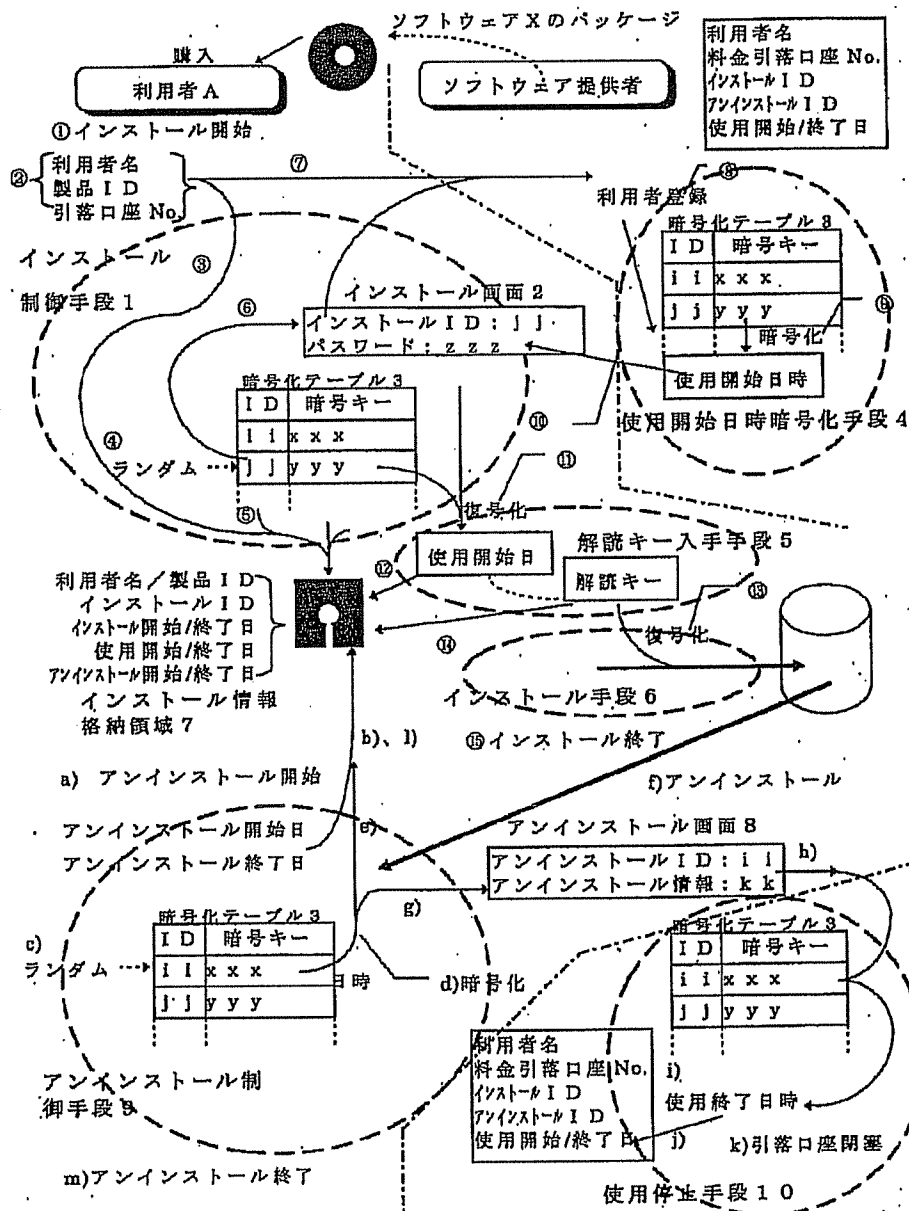 ソフトウェアXのパッケージ
購入
利用者A
ソフトウェア提供者
利用者名
料金引落口座No.
インストールID
アンインストールID
使用開始/終了日
①インストール開始
②
利用者名
製品ID
引落口座No.
⑦
⑧
利用者登録
暗号化テーブル3
ID 暗号キー
ii xxx
jj yyy
⑨
暗号化
使用開始日時
使用開始日時暗号化手段4
インストール
制御手段1
③
⑥
インストール画面2
インストールID:jj
パスワード:zzz
暗号化テーブル3
ID 暗号キー
ii xxx
jj yyy
④
ランダム
⑤
⑩
⑪
復号化
使用開始日
⑫
解読キー入手手段5
解読キー
⑬
復号化
⑭
インストール手段6
⑮インストール終了
利用者名/製品ID
インストールID
インストール開始/終了日
使用開始/終了日
アンインストール開始/終了日
インストール情報
格納領域7
b)、l)
a) アンインストール開始
f)アンインストール
アンインストール開始日
アンインストール終了日
e)
アンインストール画面8
アンインストールID:ii
アンインストール情報:kk
h)
g)
c)
ランダム
暗号化テーブル3
ID 暗号キー
ii xxx
jj yyy
日時
d)暗号化
暗号化テーブル3
ID 暗号キー
ii xxx
jj yyy
アンインストール制
御手段9
利用者名
料金引落口座No.
インストールID
アンインストールID
使用開始/終了日
i)
使用終了日時
j)
k)引落口座閉塞
m)アンインストール終了
使用停止手段10